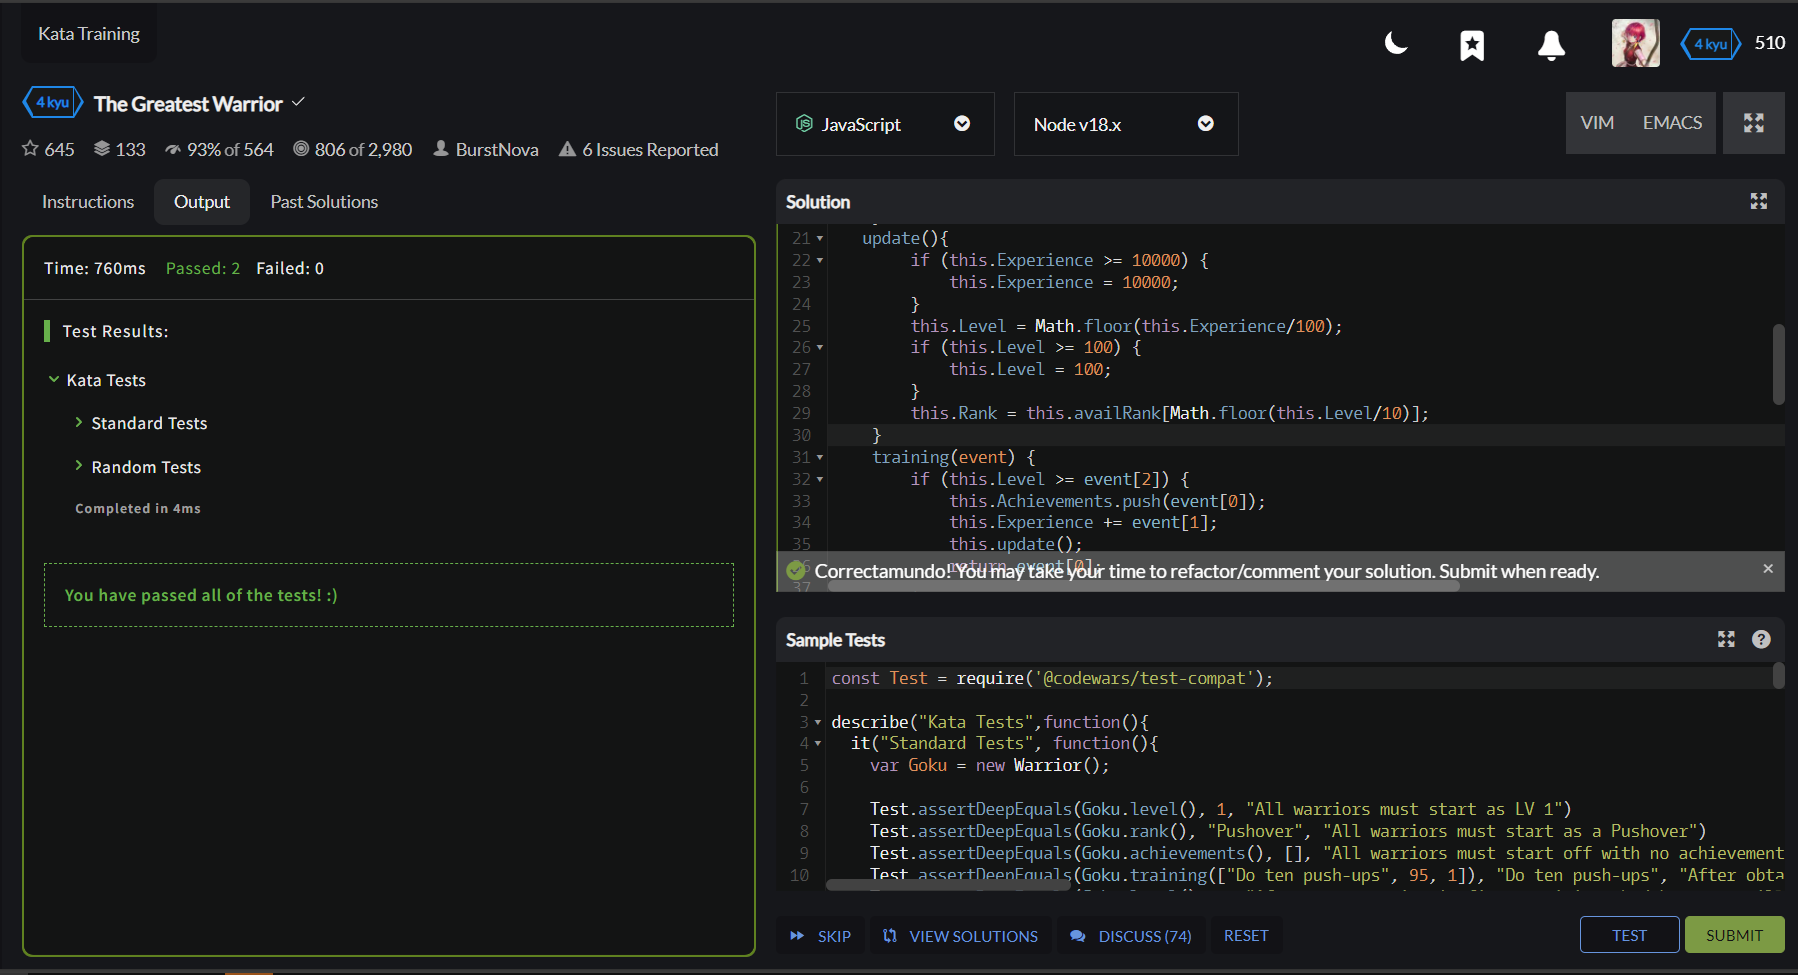 Kata Training
4 kyu
510
4 kyu The Greatest Warrior
645 133 93% of 564 806 of 2,980 BurstNova 6 Issues Reported
JavaScript
Node v18.x
VIM EMACS
Instructions Output Past Solutions
Time: 760ms Passed: 2 Failed: 0
Test Results:
Kata Tests
Standard Tests
Random Tests
Completed in 4ms
You have passed all of the tests! :)
Solution
21 update(){
22 if (this.Experience >= 10000) {
23 this.Experience = 10000;
24 }
25 this.Level = Math.floor(this.Experience/100);
26 if (this.Level >= 100) {
27 this.Level = 100;
28 }
29 this.Rank = this.availRank[Math.floor(this.Level/10)];
30 }
31 training(event) {
32 if (this.Level >= event[2]) {
33 this.Achievements.push(event[0]);
34 this.Experience += event[1];
35 this.update();
36 return event[0];
Correctamundo! You may take your time to refactor/comment your solution. Submit when ready.
37
Sample Tests
1 const Test = require('@codewars/test-compat');
2
3 describe("Kata Tests",function(){
4 it("Standard Tests", function(){
5 var Goku = new Warrior();
6
7 Test.assertDeepEquals(Goku.level(), 1, "All warriors must start as LV 1")
8 Test.assertDeepEquals(Goku.rank(), "Pushover", "All warriors must start as a Pushover")
9 Test.assertDeepEquals(Goku.achievements(), [], "All warriors must start off with no achievement
10 Test.assertDeepEquals(Goku.training(["Do ten push-ups", 95, 1]), "Do ten push-ups", "After obta
SKIP VIEW SOLUTIONS DISCUSS (74) RESET
TEST SUBMIT